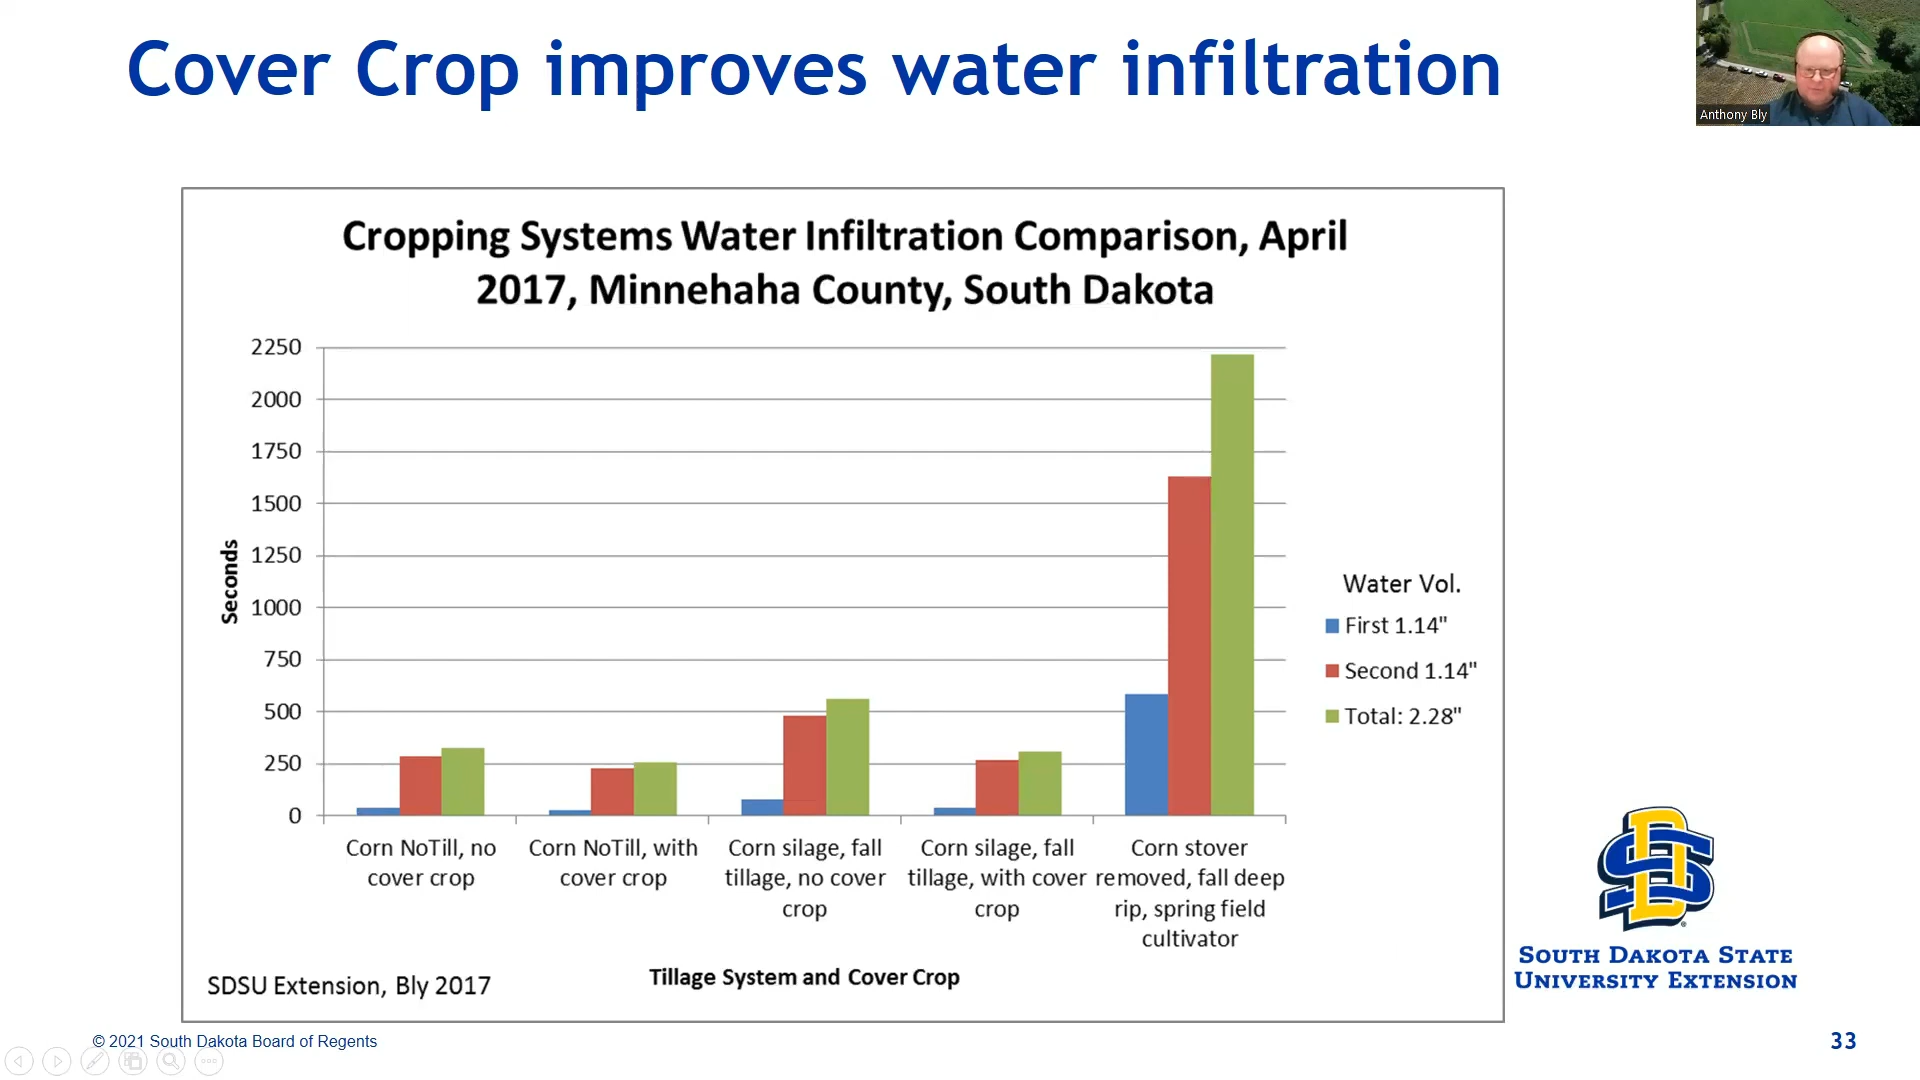 Cover Crop improves water infiltration
Anthony Bly
Cropping Systems Water Infiltration Comparison, April
2017, Minnehaha County, South Dakota
2250
2000
1750
1500
1250
1000
750
500
250
0
Seconds
Water Vol.
First 1.14"
Second 1.14"
Total: 2.28"
Corn NoTill, no
cover crop
Corn NoTill, with
cover crop
Corn silage, fall
tillage, no cover
crop
Corn silage, fall
tillage, with cover
crop
Corn stover
removed, fall deep
rip, spring field
cultivator
Tillage System and Cover Crop
SDSU Extension, Bly 2017
SD
®
SOUTH DAKOTA STATE
UNIVERSITY EXTENSION
© 2021 South Dakota Board of Regents
33